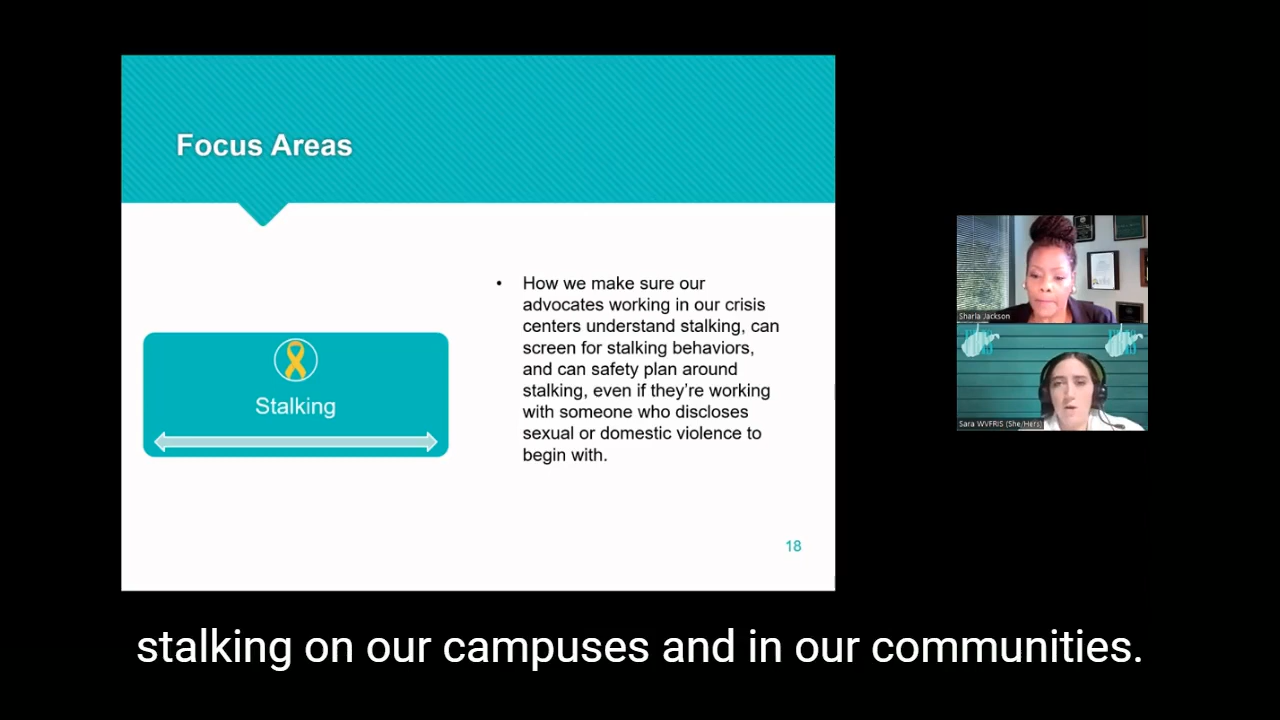 Focus Areas
Stalking
• How we make sure our
advocates working in our crisis
centers understand stalking, can
screen for stalking behaviors,
and can safety plan around
stalking, even if they're working
with someone who discloses
sexual or domestic violence to
begin with.
18
Sharla Jackson
Sara WVFRIS (She/Hers)
stalking on our campuses and in our communities.